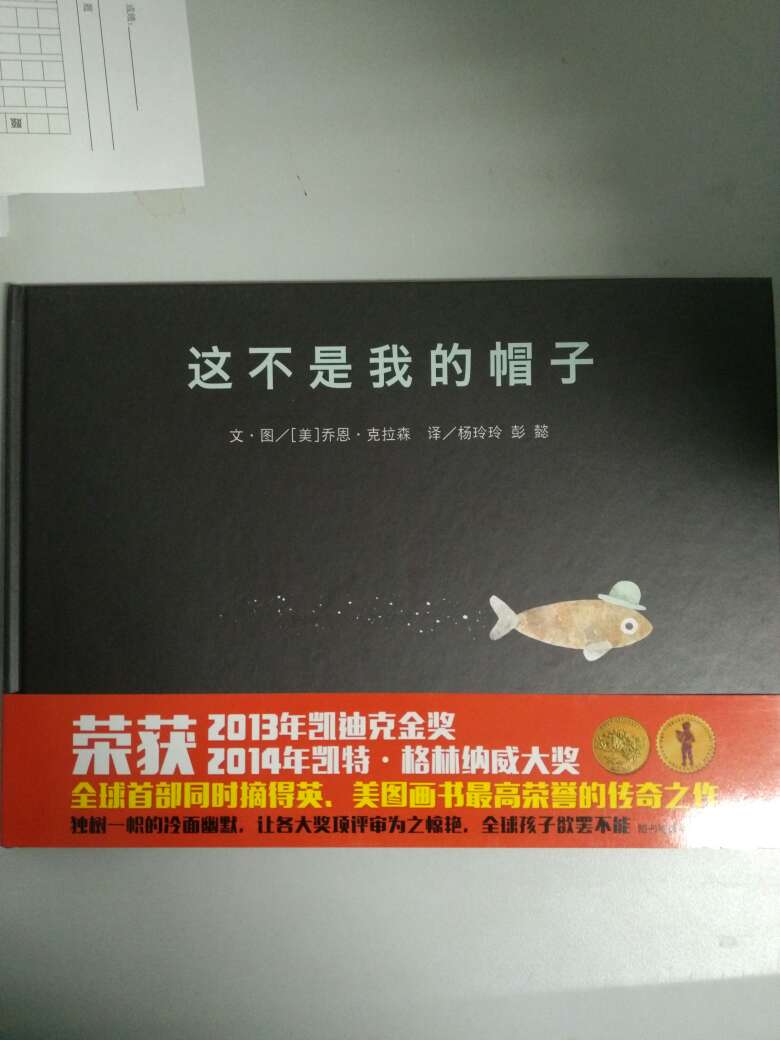 成绩：
题
题
这不是我的帽子
文·图／[美]乔恩·克拉森 译／杨玲玲 彭懿
荣获
2013年凯迪克金奖
2014年凯特·格林纳威大奖
全球首部同时摘得英、美图画书最高荣誉的传奇之作
独树一帜的冷面幽默，让各大奖项评审为之惊艳，全球孩子欲罢不能